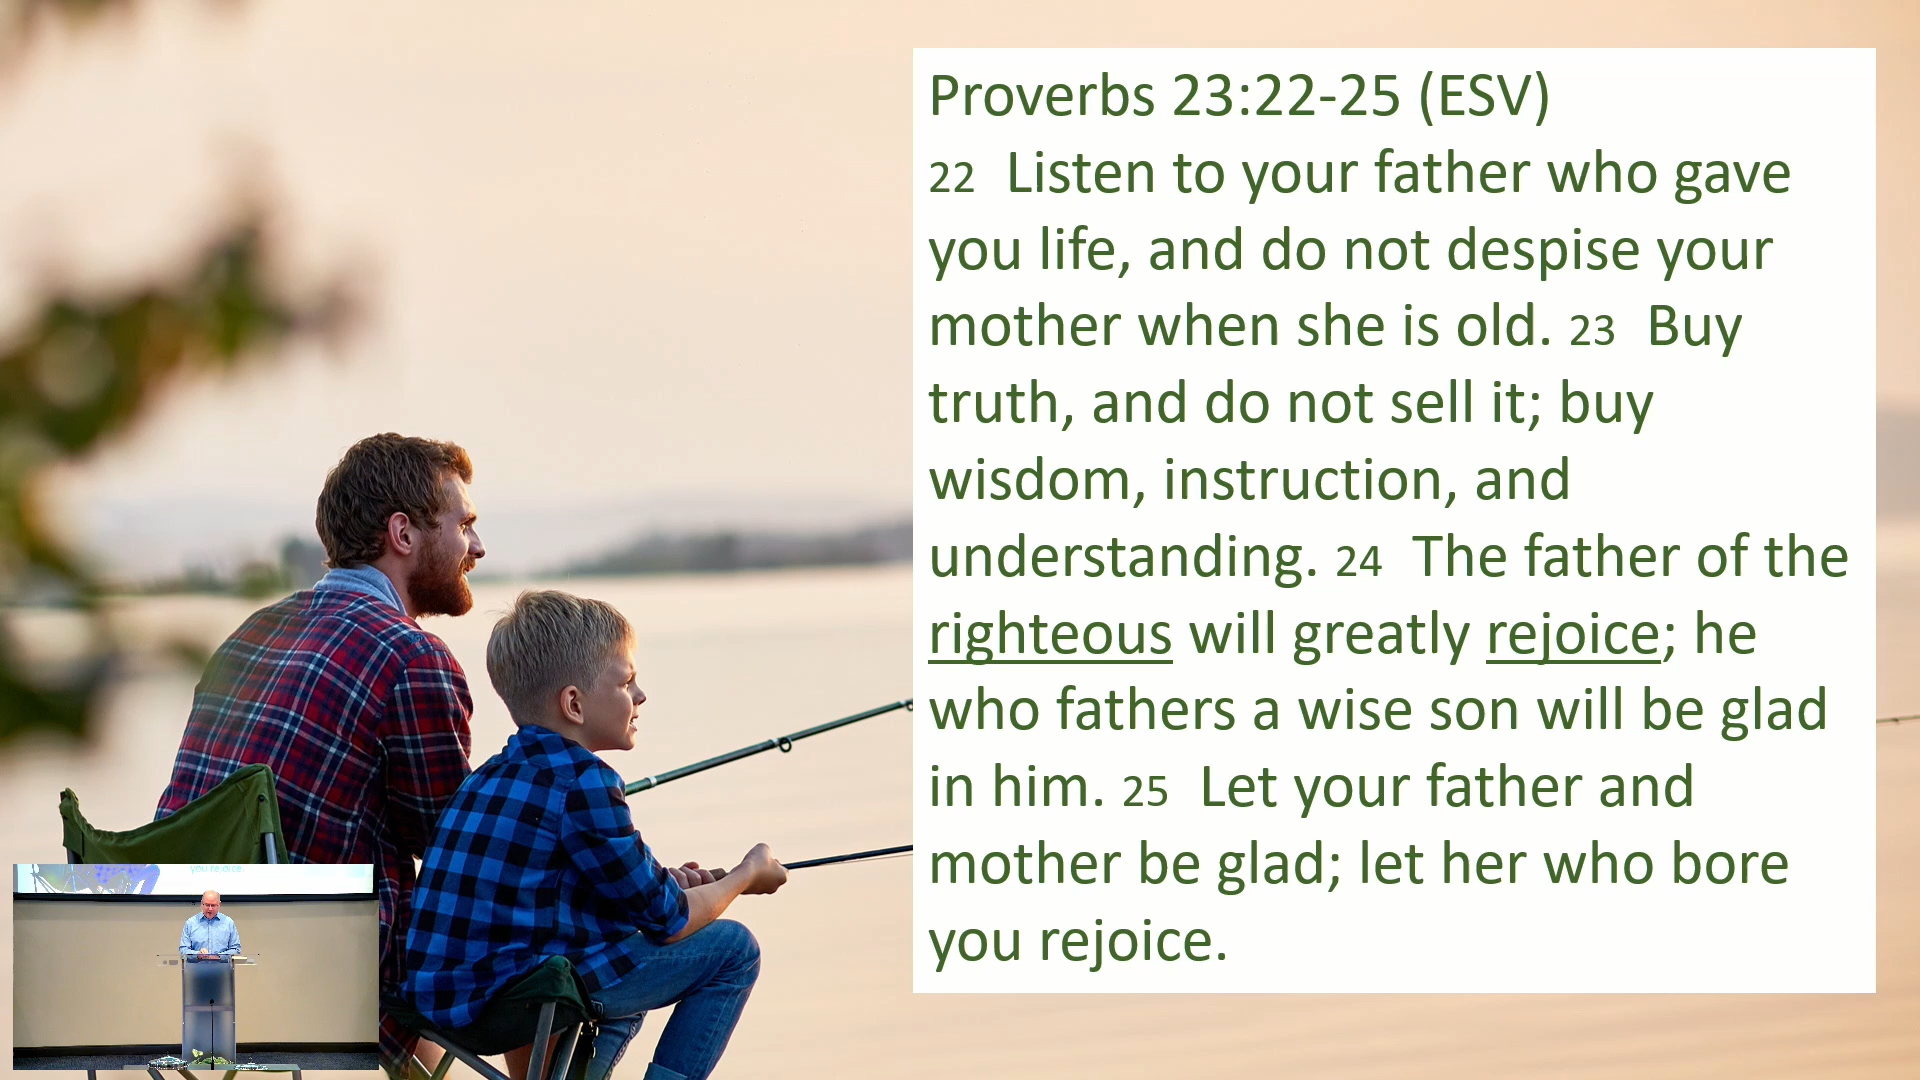 Proverbs 23:22-25 (ESV)
22 Listen to your father who gave
you life, and do not despise your
mother when she is old. 23 Buy
truth, and do not sell it; buy
wisdom, instruction, and
understanding. 24 The father of the
righteous will greatly rejoice; he
who fathers a wise son will be glad
in him. 25 Let your father and
mother be glad; let her who bore
you rejoice.
you rejoice.